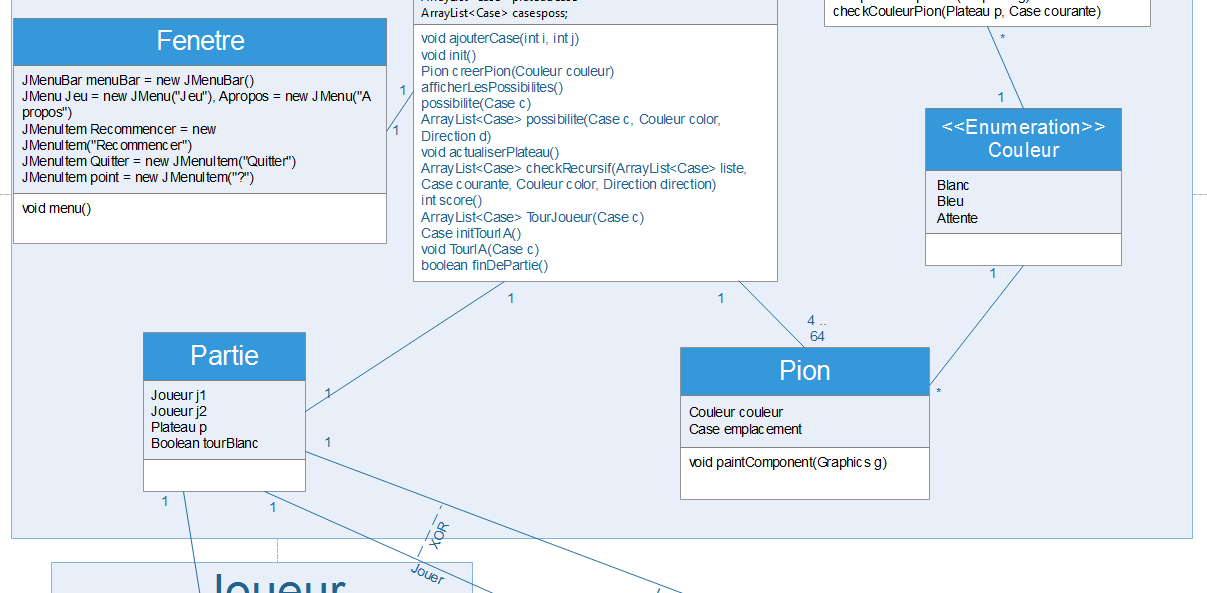 ArrayList<Case> casesposs;
checkCouleurPion(Plateau p, Case courante)
Fenetre
JMenuBar menuBar = new JMenuBar()
JMenu Jeu = new JMenu("Jeu"), Apropos = new JMenu("A
propos")
JMenuItem Recommencer = new
JMenuItem("Recommencer")
JMenuItem Quitter = new JMenuItem("Quitter")
JMenuItem point = new JMenuItem("?")
void menu()
1
1
void ajouterCase(int i, int j)
void init()
Pion creerPion(Couleur couleur)
afficherLesPossibilites()
possibilite(Case c)
ArrayList<Case> possibilite(Case c, Couleur color,
Direction d)
void actualiserPlateau()
ArrayList<Case> checkRecursif(ArrayList<Case> liste,
Case courante, Couleur color, Direction direction)
int score()
ArrayList<Case> TourJoueur(Case c)
Case initTourIA()
void TourIA(Case c)
boolean finDePartie()
*
1
<<Enumeration>>
Couleur
Blanc
Bleu
Attente
1
1
1
4 ..
64
Partie
Joueur j1
Joueur j2
Plateau p
Boolean tourBlanc
1
1
1
1
Pion
Couleur couleur
Case emplacement
void paintComponent(Graphics g)
*
XOR
Jouer
Joueur